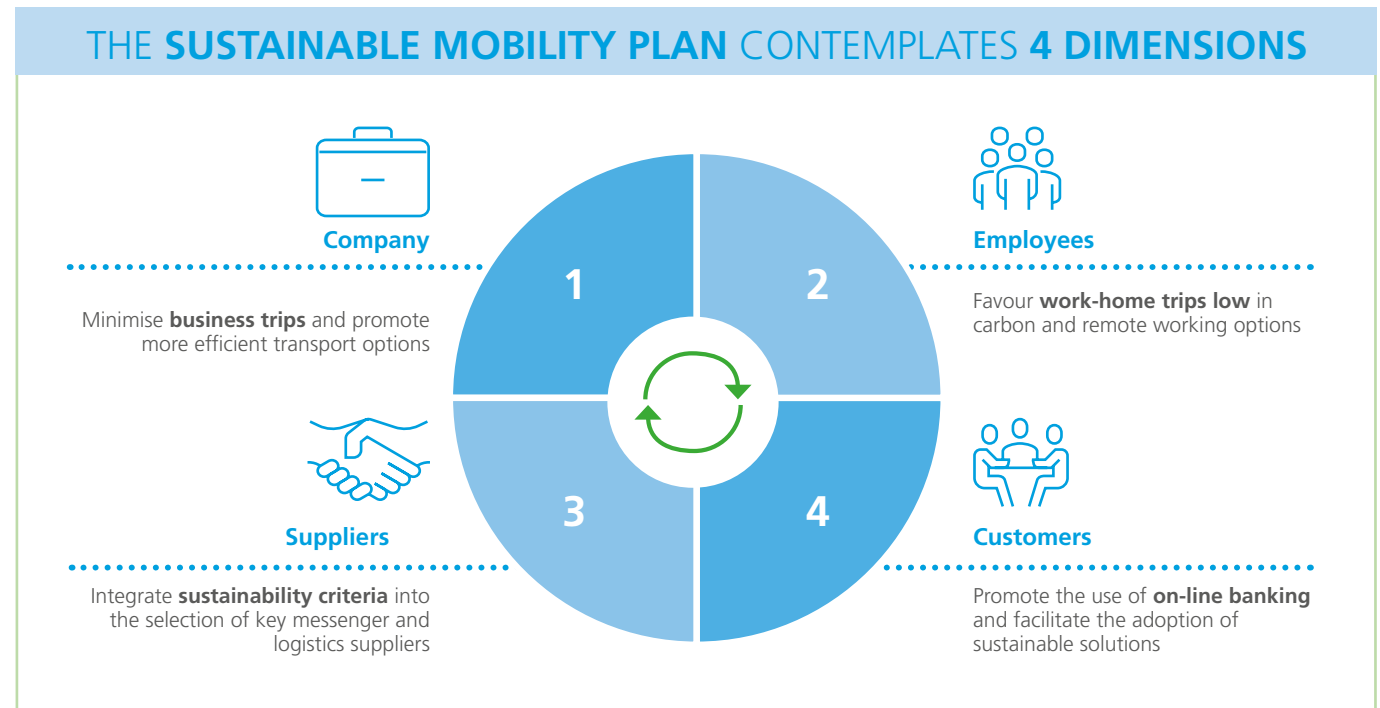 THE SUSTAINABLE MOBILITY PLAN CONTEMPLATES 4 DIMENSIONS
Company
1
Minimise business trips and promote
more efficient transport options
2
Employees
Favour work-home trips low in
carbon and remote working options
Suppliers
3
Integrate sustainability criteria into
the selection of key messenger and
logistics suppliers
4
Customers
Promote the use of on-line banking
and facilitate the adoption of
sustainable solutions